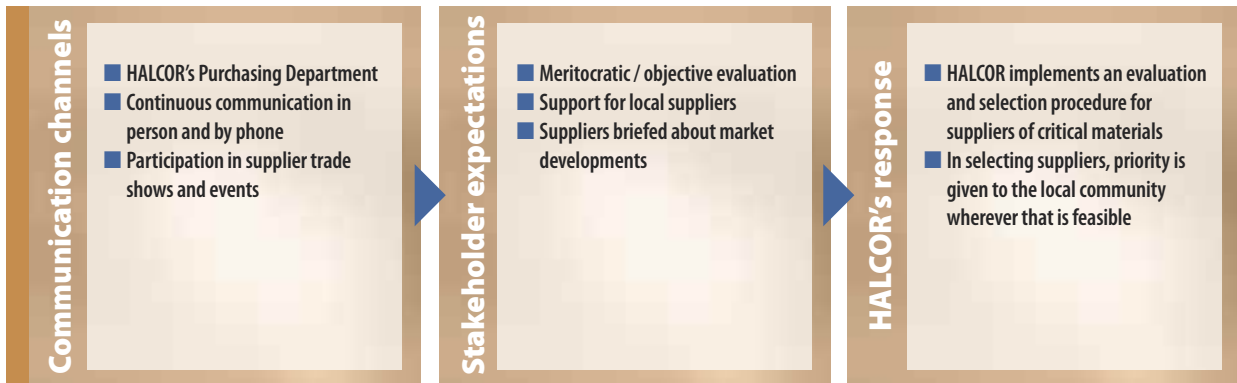 Communication channels
■ HALCOR's Purchasing Department
■ Continuous communication in
person and by phone
■ Participation in supplier trade
shows and events
Stakeholder expectations
■ Meritocratic / objective evaluation
■ Support for local suppliers
■ Suppliers briefed about market
developments
HALCOR's response
■ HALCOR implements an evaluation
and selection procedure for
suppliers of critical materials
■ In selecting suppliers, priority is
given to the local community
wherever that is feasible